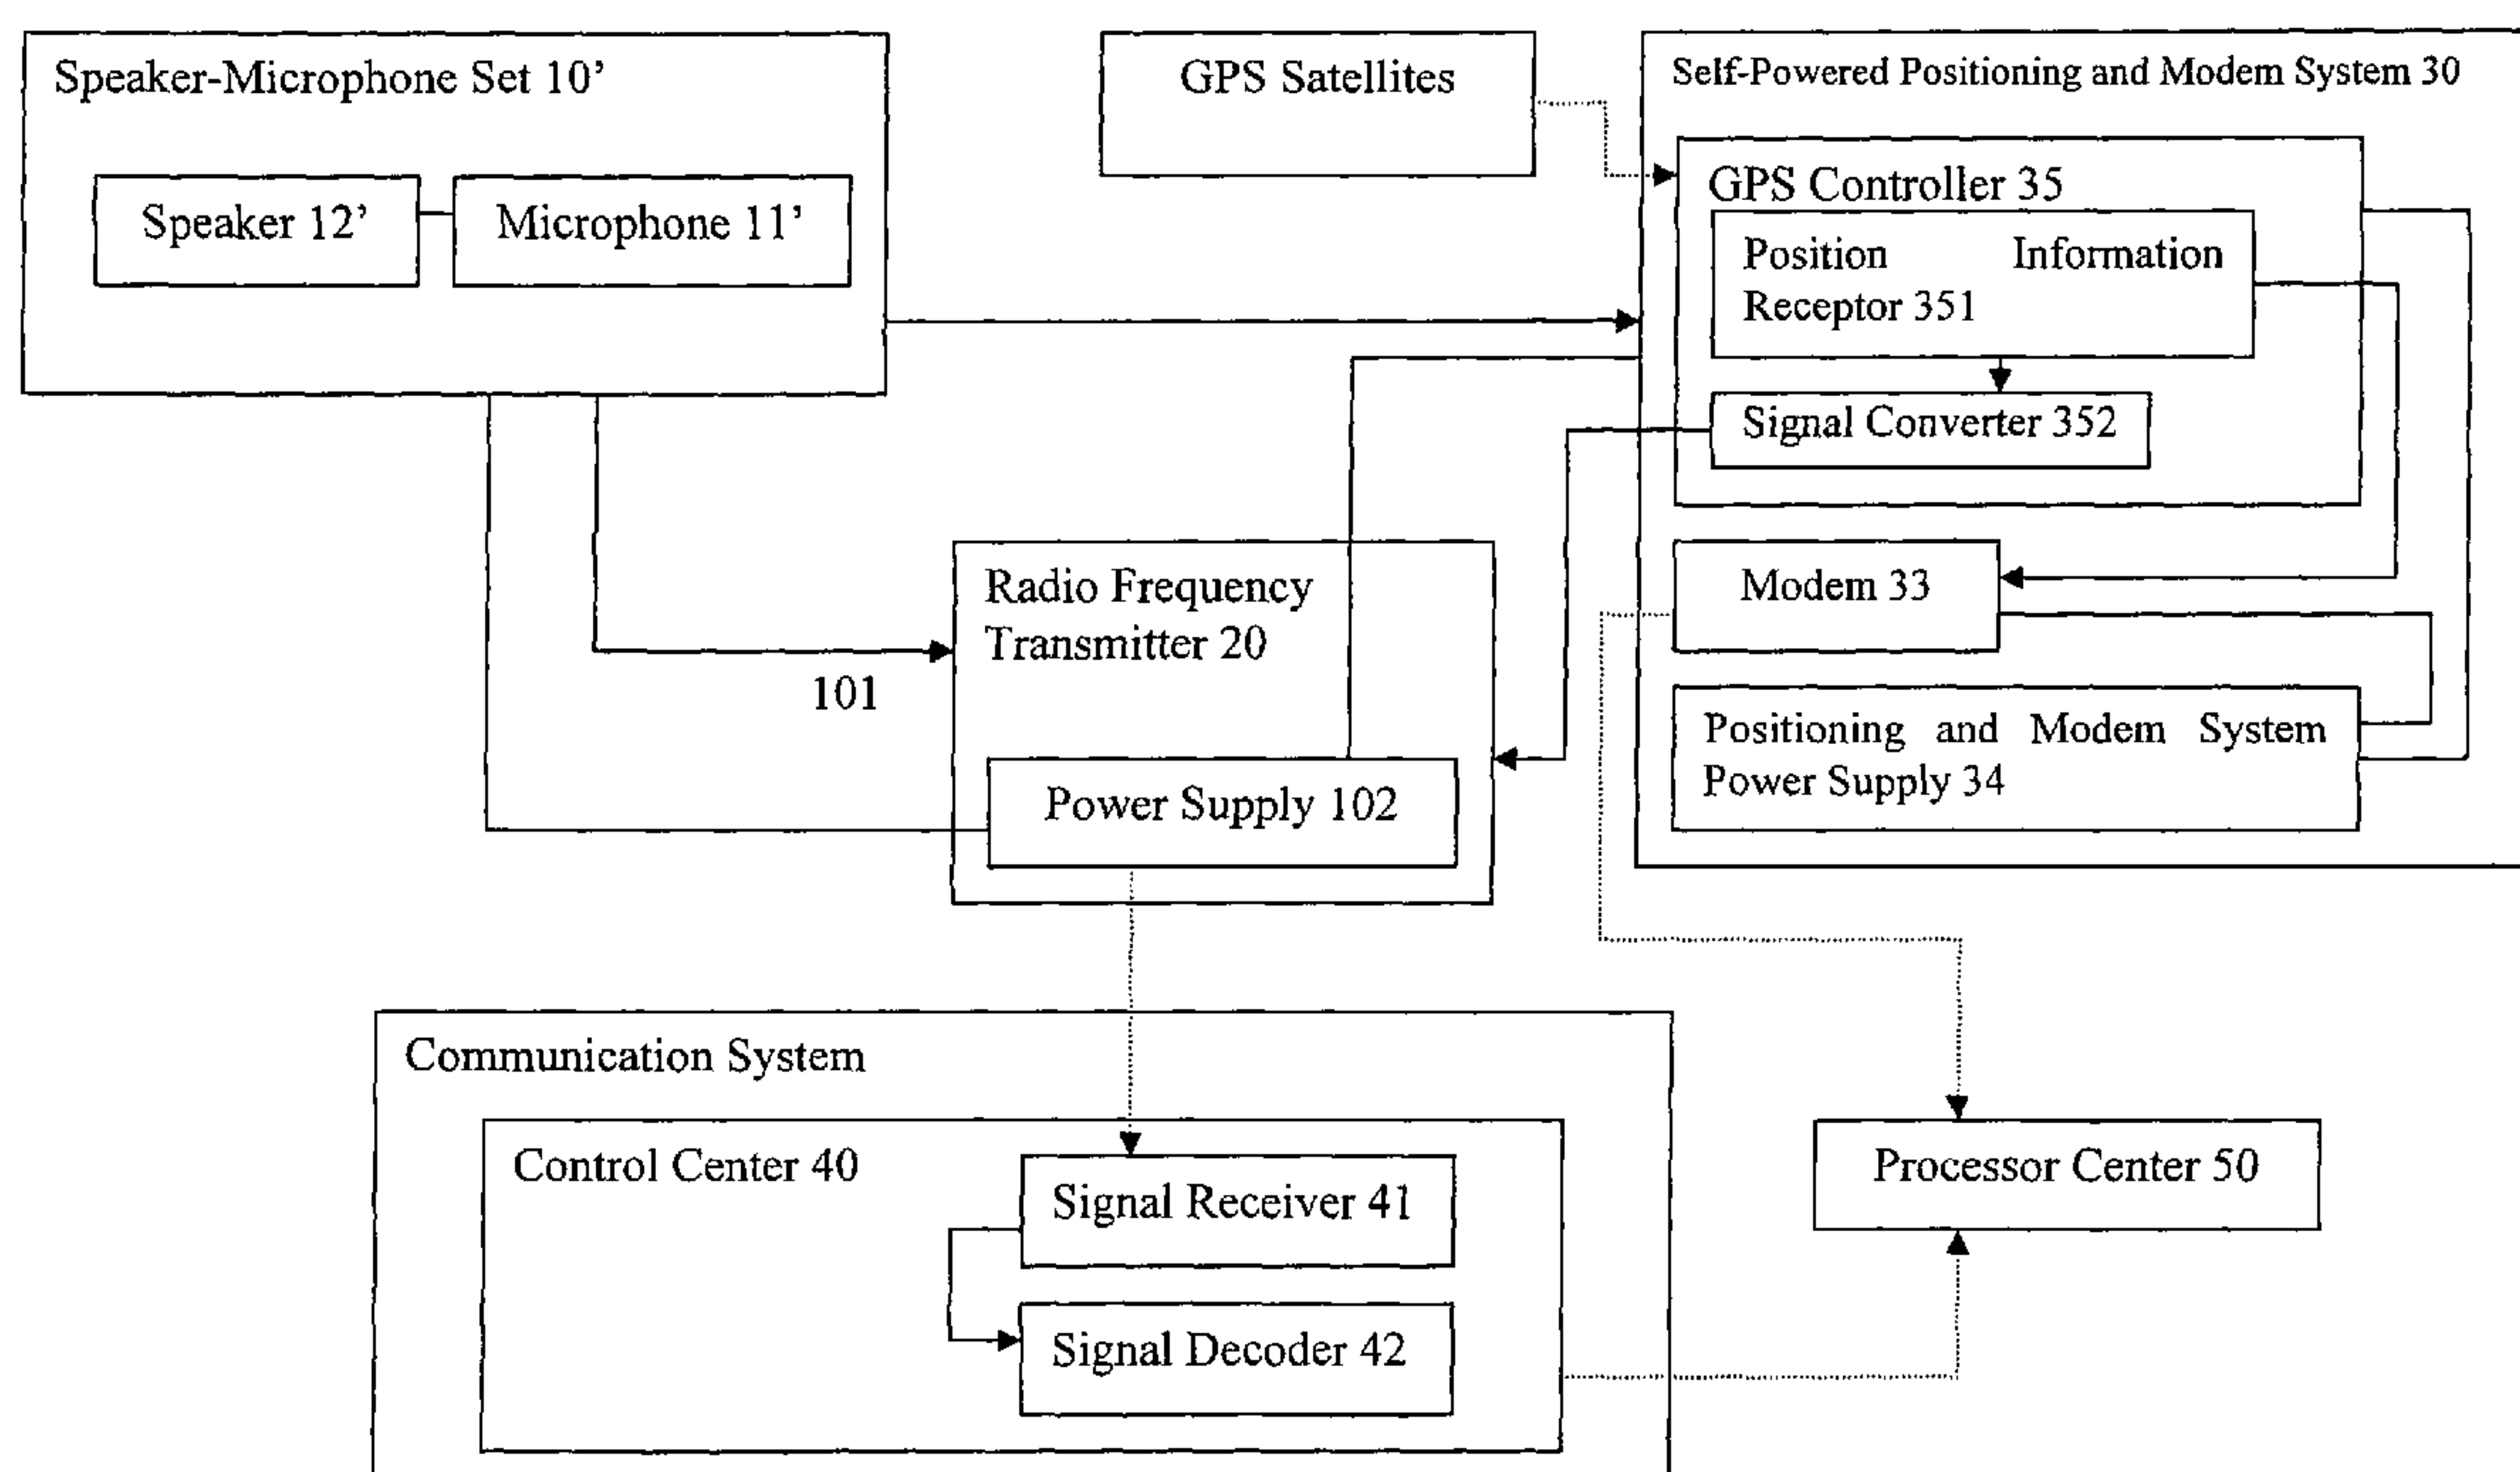 Speaker-Microphone Set 10’
Speaker 12’
Microphone 11’
GPS Satellites
Self-Powered Positioning and Modem System 30
GPS Controller 35
Position Information
Receptor 351
Signal Converter 352
Modem 33
Positioning and Modem System
Power Supply 34
Radio Frequency
Transmitter 20
101
Power Supply 102
Communication System
Control Center 40
Signal Receiver 41
Signal Decoder 42
Processor Center 50